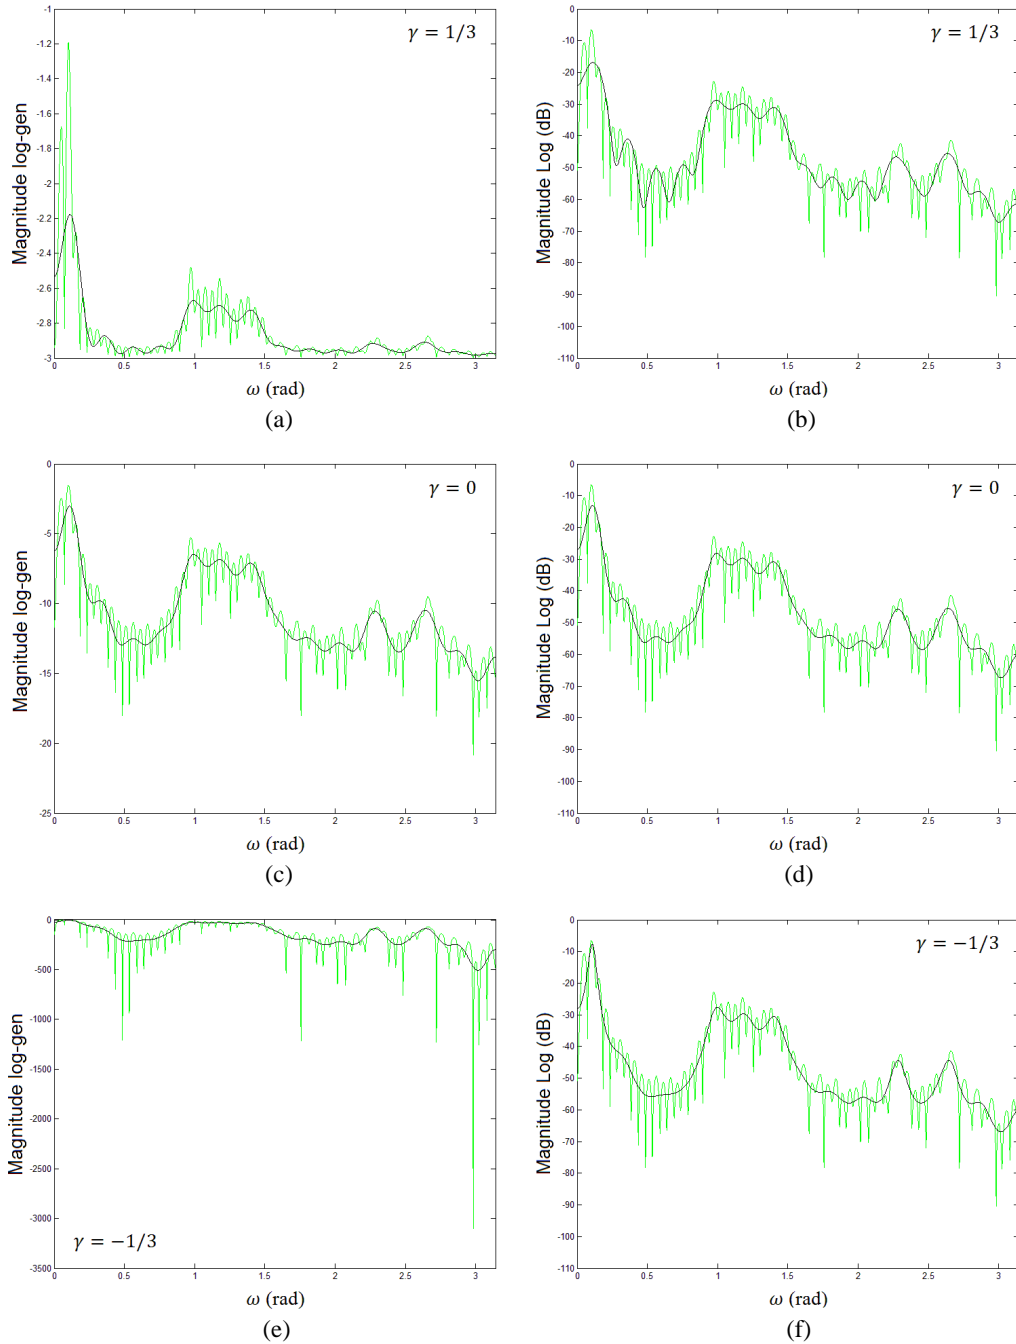 γ = 1/3
Magnitude log-gen
-1
-1.2
-1.4
-1.6
-1.8
-2
-2.2
-2.4
-2.6
-2.8
-3
0 0.5 1 1.5 2 2.5 3
ω (rad)
(a)
γ = 1/3
Magnitude Log (dB)
0
-10
-20
-30
-40
-50
-60
-70
-80
-90
-100
-110
0 0.5 1 1.5 2 2.5 3
ω (rad)
(b)
γ = 0
Magnitude log-gen
0
-5
-10
-15
-20
-25
0 0.5 1 1.5 2 2.5 3
ω (rad)
(c)
γ = 0
Magnitude Log (dB)
0
-10
-20
-30
-40
-50
-60
-70
-80
-90
-100
-110
0 0.5 1 1.5 2 2.5 3
ω (rad)
(d)
Magnitude log-gen
0
-500
-1000
-1500
-2000
-2500
-3000
-3500
γ = −1/3
0 0.5 1 1.5 2 2.5 3
ω (rad)
(e)
γ = −1/3
Magnitude Log (dB)
0
-10
-20
-30
-40
-50
-60
-70
-80
-90
-100
-110
0 0.5 1 1.5 2 2.5 3
ω (rad)
(f)